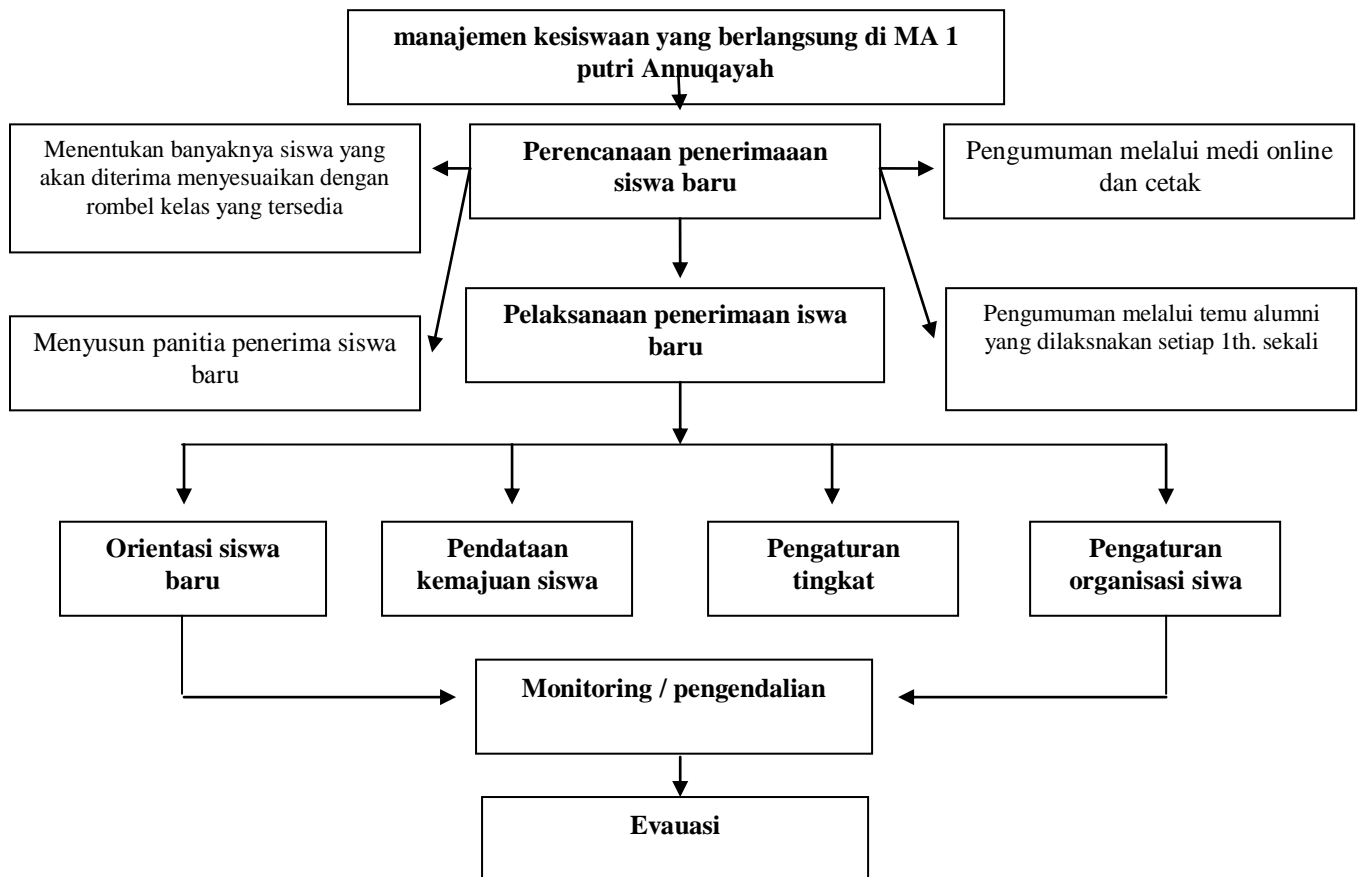 manajemen kesiswaan yang berlangsung di MA 1
putri Annuqayah
Menentukan banyaknya siswa yang
akan diterima menyesuaikan dengan
rombel kelas yang tersedia
Perencanaan penerimaaan
siswa baru
Pengumuman melalui medi online
dan cetak
Menyusun panitia penerima siswa
baru
Pelaksanaan penerimaan iswa
baru
Pengumuman melalui temu alumni
yang dilaksnakan setiap 1th. sekali
Orientasi siswa
baru
Pendataan
kemajuan siswa
Pengaturan
tingkat
Pengaturan
organisasi siwa
Monitoring / pengendalian
Evauasi